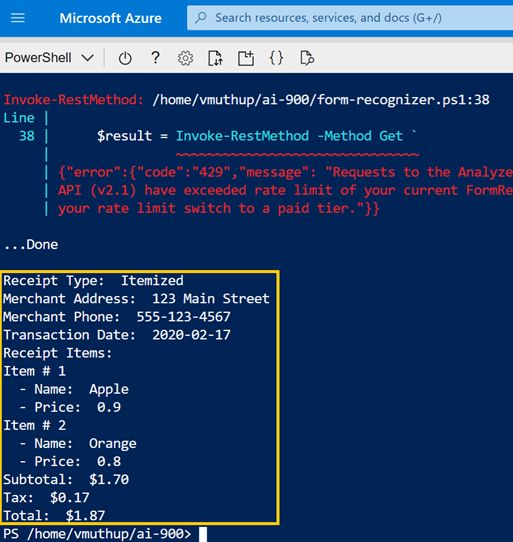 Microsoft Azure
Search resources, services, and docs (G+/)
PowerShell
?
{}
Invoke-RestMethod: /home/vmuthup/ai-900/form-recognizer.ps1:38
Line |
38 | $result = Invoke-RestMethod -Method Get `
| ~~~~~~~~~~~~~~~~~~~~~~~~~~~~~~~
| {"error":{"code":"429","message": "Requests to the Analyze
| API (v2.1) have exceeded rate limit of your current FormRe
| your rate limit switch to a paid tier."}}
...Done
Receipt Type: Itemized
Merchant Address: 123 Main Street
Merchant Phone: 555-123-4567
Transaction Date: 2020-02-17
Receipt Items:
Item # 1
- Name: Apple
- Price: 0.9
Item # 2
- Name: Orange
- Price: 0.8
Subtotal: $1.70
Tax: $0.17
Total: $1.87
PS /home/vmuthup/ai-900>